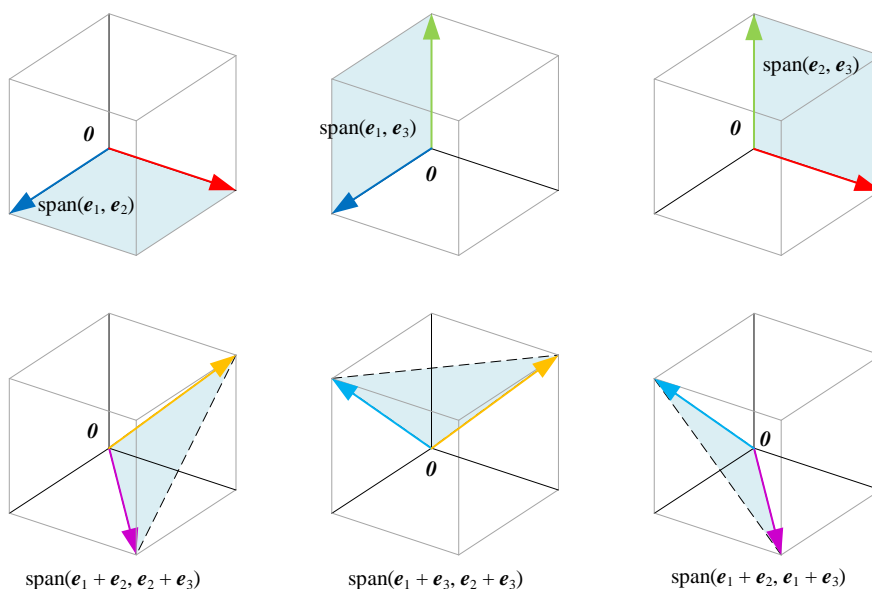 0
span(e1, e2)
span(e1, e3)
0
span(e2, e3)
0
0
span(e1 + e2, e2 + e3)
0
span(e1 + e3, e2 + e3)
0
span(e1 + e2, e1 + e3)